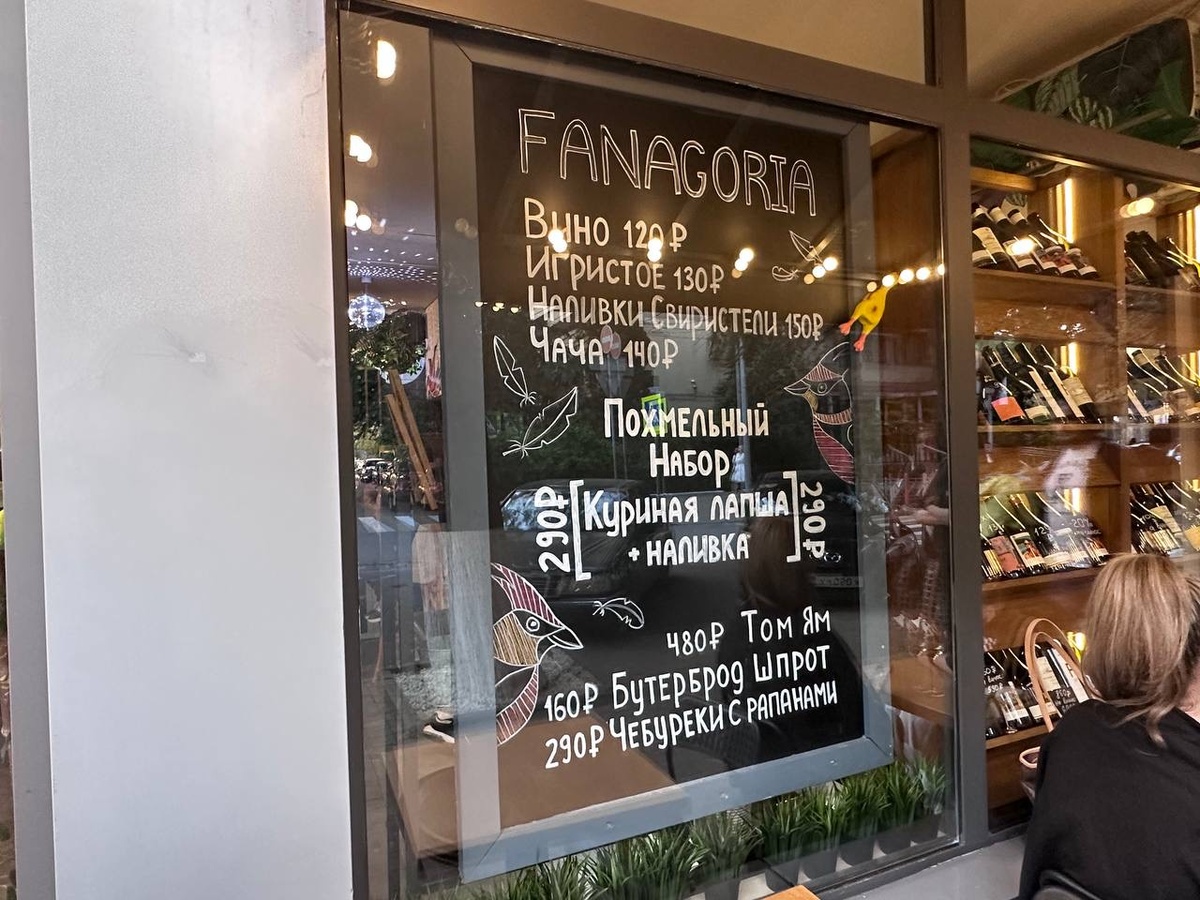 FANAGORIA
Вино 120₽
Игристое 130₽
Наливки Свиристели 150₽
Чача 140₽
Похмельный
Набор
290₽ [Куриная лапша] 290₽
+ наливка
480₽ Том Ям
160₽ Бутерброд Шпрот
290₽ Чебуреки с рапанами